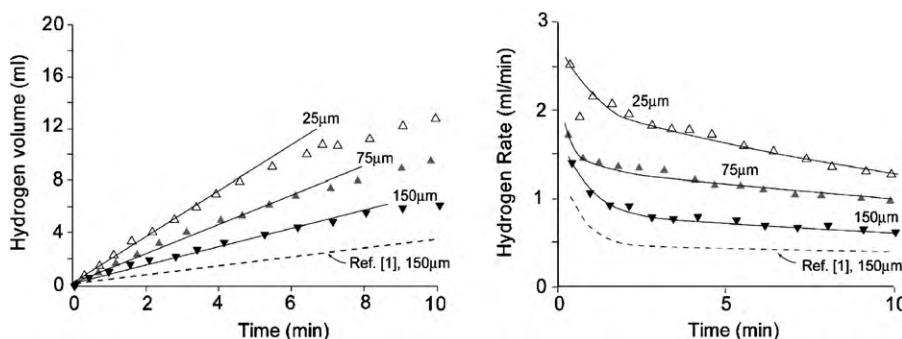 20
16
12
8
4
0
0 2 4 6 8 10
Hydrogen volume (ml)
Time (min)
25μm
75μm
150μm
Ref. [1], 150μm
3
2
1
0
0 5 10
Hydrogen Rate (ml/min)
Time (min)
25μm
75μm
150μm
Ref. [1], 150μm